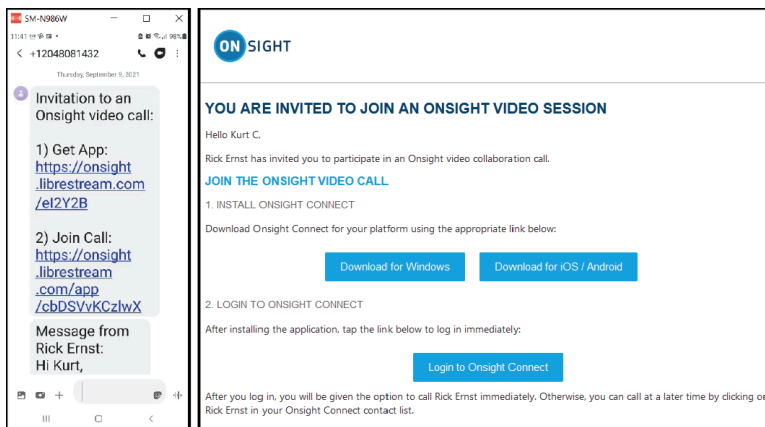 SM-N986W
11:41
98%
+12048081432
Thursday, September 9, 2021
Invitation to an
Onsight video call:
1) Get App:
https://onsight
.librestream.com
/eI2Y2B
2) Join Call:
https://onsight
.librestream
.com/app
/cbDSVvKCzlwX
Message from
Rick Ernst:
Hi Kurt,
ONSIGHT
YOU ARE INVITED TO JOIN AN ONSIGHT VIDEO SESSION
Hello Kurt C,
Rick Ernst has invited you to participate in an Onsight video collaboration call.
JOIN THE ONSIGHT VIDEO CALL
1. INSTALL ONSIGHT CONNECT
Download Onsight Connect for your platform using the appropriate link below:
Download for Windows Download for iOS / Android
2. LOGIN TO ONSIGHT CONNECT
After installing the application, tap the link below to log in immediately:
Login to Onsight Connect
After you log in, you will be given the option to call Rick Ernst immediately. Otherwise, you can call at a later time by clicking on
Rick Ernst in your Onsight Connect contact list.